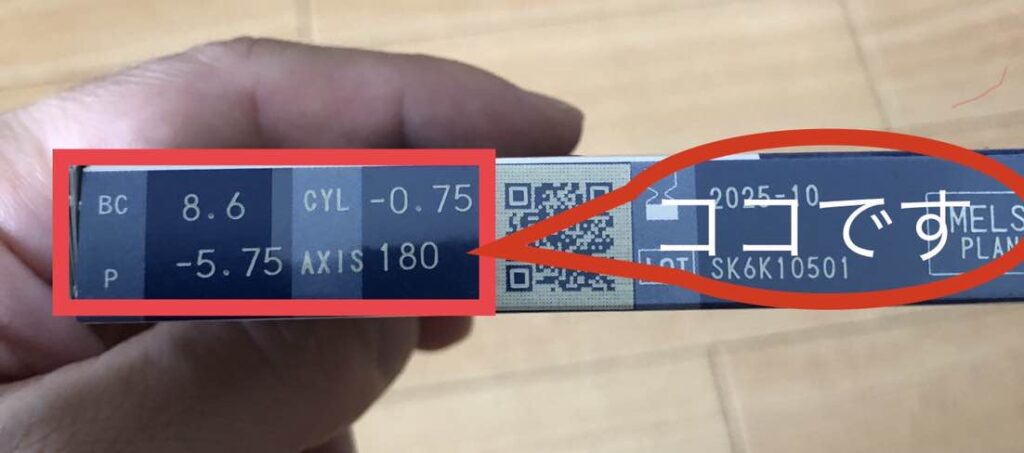 BC 8.6 CYL -0.75
P -5.75 AXIS 180
2025-10
ココです
LOT SK6K10501
MELS
PLAN